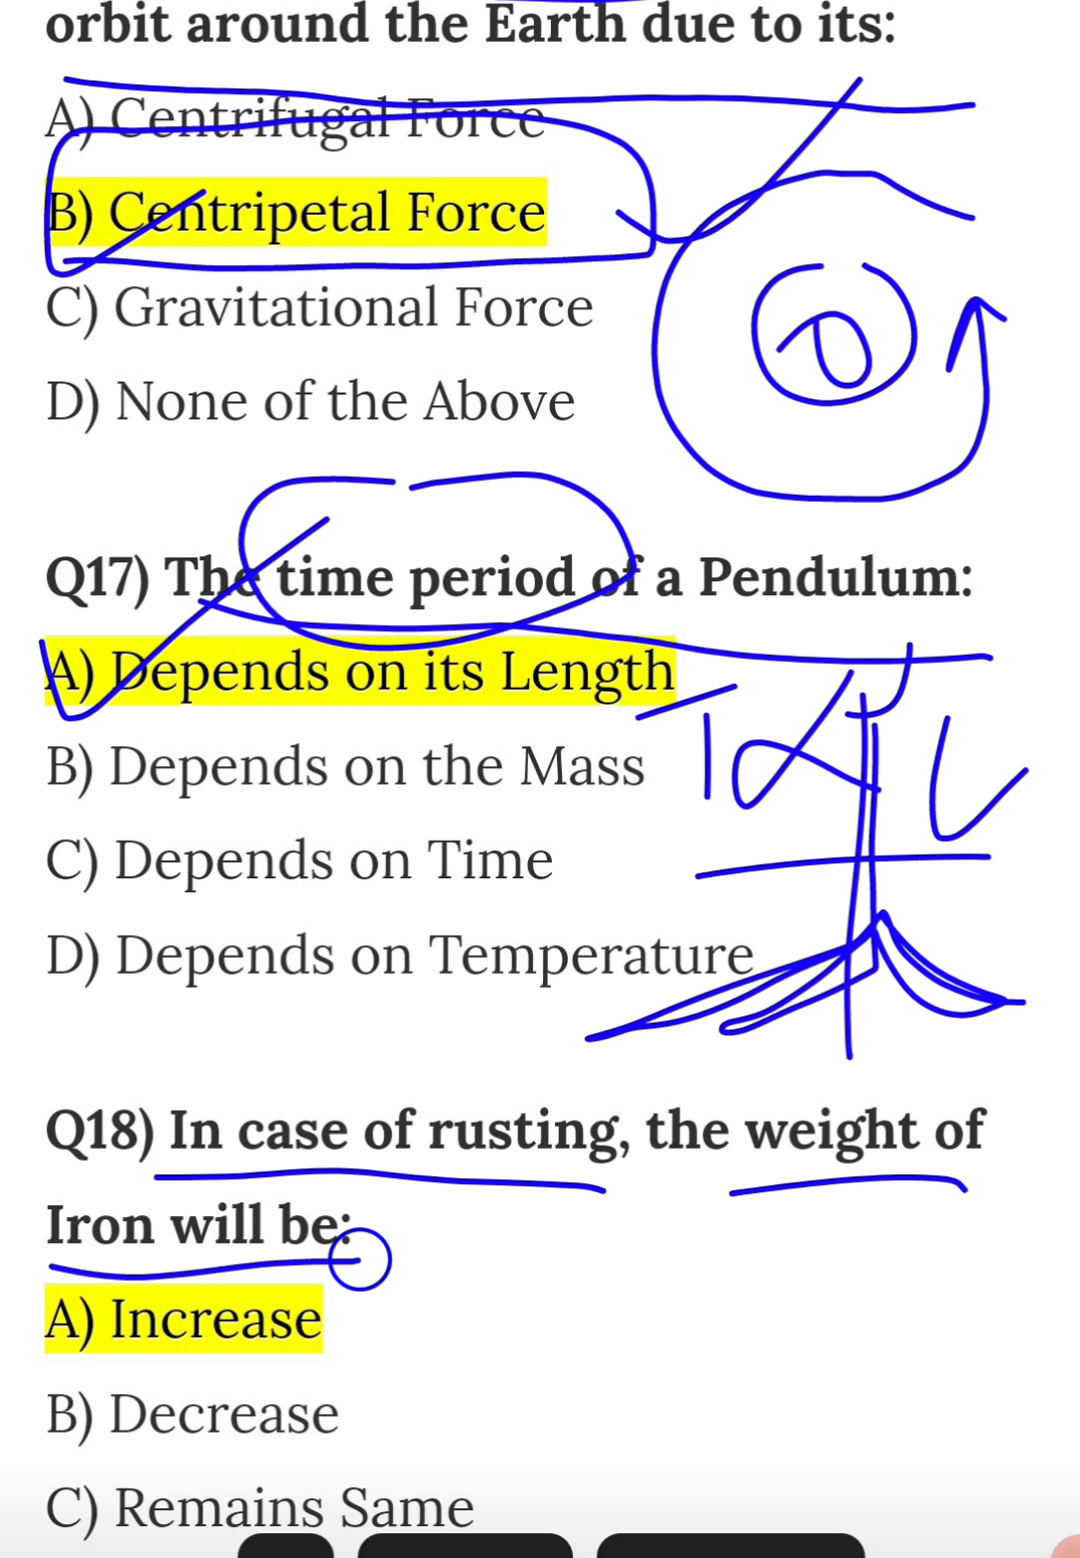 orbit around the Earth due to its:
A) Centrifugal Force
B) Centripetal Force
C) Gravitational Force
D) None of the Above
Q17) The time period of a Pendulum:
A) Depends on its Length
B) Depends on the Mass
C) Depends on Time
D) Depends on Temperature
Q18) In case of rusting, the weight of
Iron will be:
A) Increase
B) Decrease
C) Remains Same